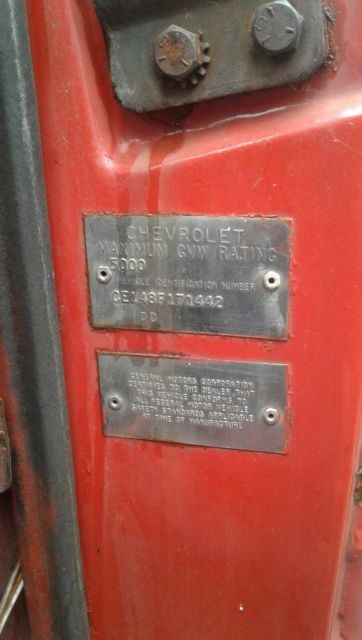 CHEVROLET
MAXIMUM GVW RATING
5000
VEHICLE IDENTIFICATION NUMBER
CE148F171442
DD
GENERAL MOTORS CORPORATION
CERTIFIES TO THE DEALER THAT
THIS VEHICLE CONFORMS TO
ALL FEDERAL MOTOR VEHICLE
SAFETY STANDARDS APPLICABLE
AT TIME OF MANUFACTURE